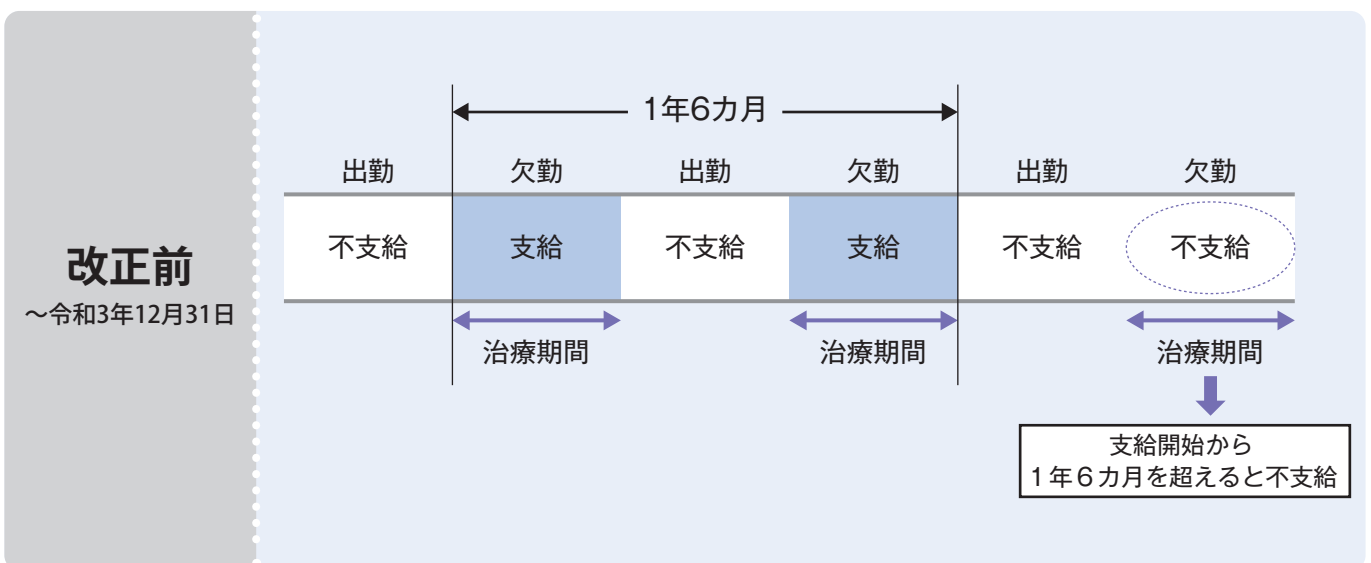 改正前
～令和3年12月31日
1年6カ月
出勤 欠勤 出勤 欠勤 出勤 欠勤
不支給 支給 不支給 支給 不支給 不支給
治療期間 治療期間 治療期間
支給開始から
1年6カ月を超えると不支給